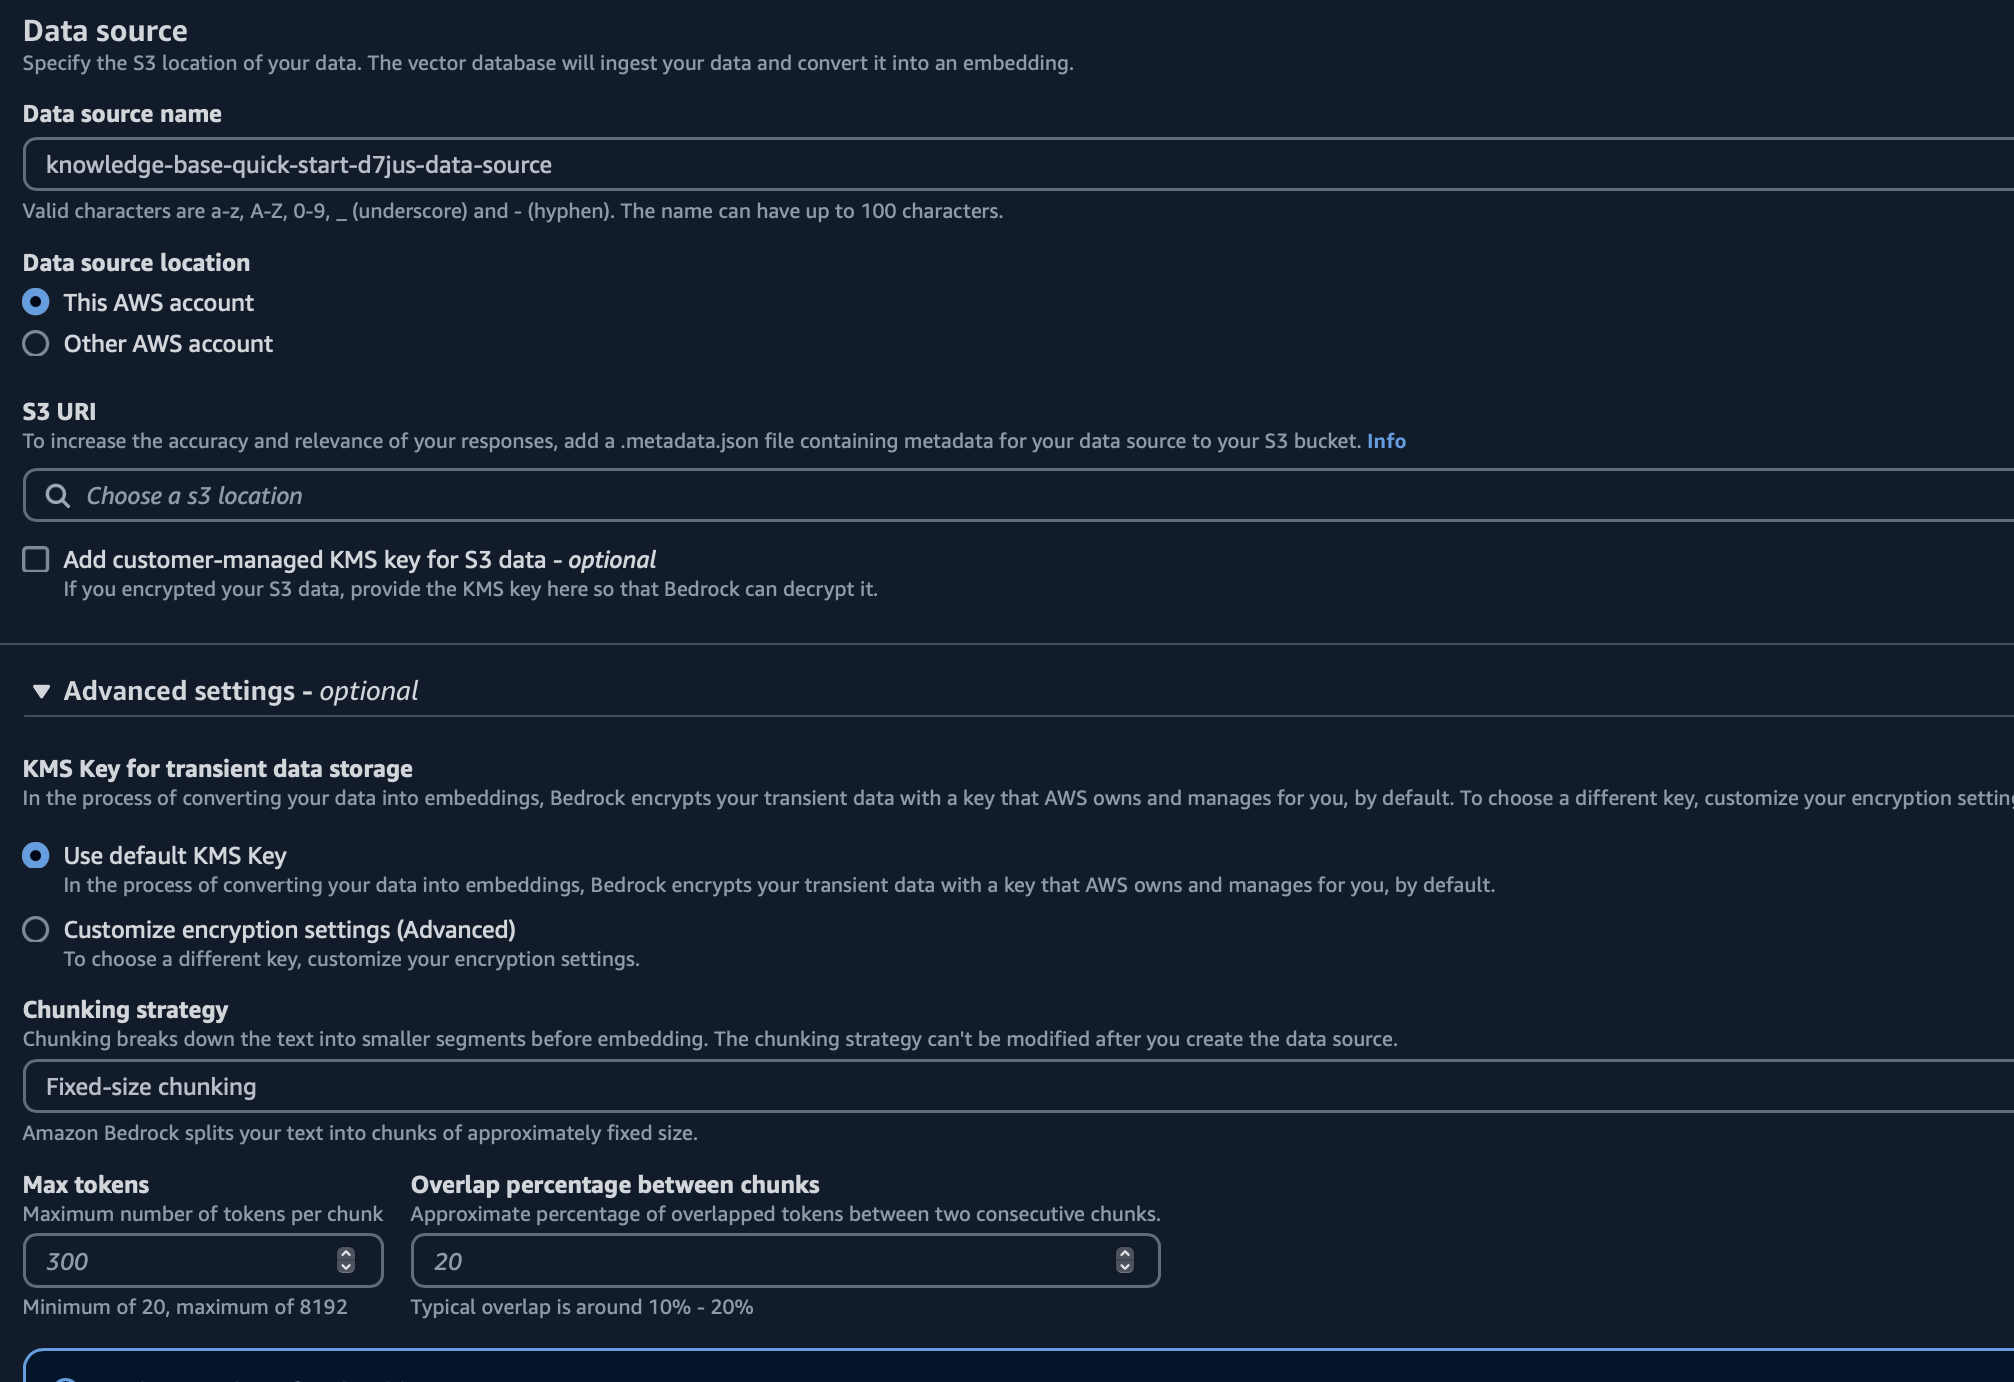 Data source
Specify the S3 location of your data. The vector database will ingest your data and convert it into an embedding.
Data source name
knowledge-base-quick-start-d7jus-data-source
Valid characters are a-z, A-Z, 0-9, _ (underscore) and - (hyphen). The name can have up to 100 characters.
Data source location
This AWS account
Other AWS account
S3 URI
To increase the accuracy and relevance of your responses, add a .metadata.json file containing metadata for your data source to your S3 bucket. Info
Choose a s3 location
Add customer-managed KMS key for S3 data - optional
If you encrypted your S3 data, provide the KMS key here so that Bedrock can decrypt it.
Advanced settings - optional
KMS Key for transient data storage
In the process of converting your data into embeddings, Bedrock encrypts your transient data with a key that AWS owns and manages for you, by default. To choose a different key, customize your encryption
Use default KMS Key
In the process of converting your data into embeddings, Bedrock encrypts your transient data with a key that AWS owns and manages for you, by default.
Customize encryption settings (Advanced)
To choose a different key, customize your encryption settings.
Chunking strategy
Chunking breaks down the text into smaller segments before embedding. The chunking strategy can't be modified after you create the data source.
Fixed-size chunking
Amazon Bedrock splits your text into chunks of approximately fixed size.
Max tokens
Maximum number of tokens per chunk
300
Minimum of 20, maximum of 8192
Overlap percentage between chunks
Approximate percentage of overlapped tokens between two consecutive chunks.
20
Typical overlap is around 10% - 20%